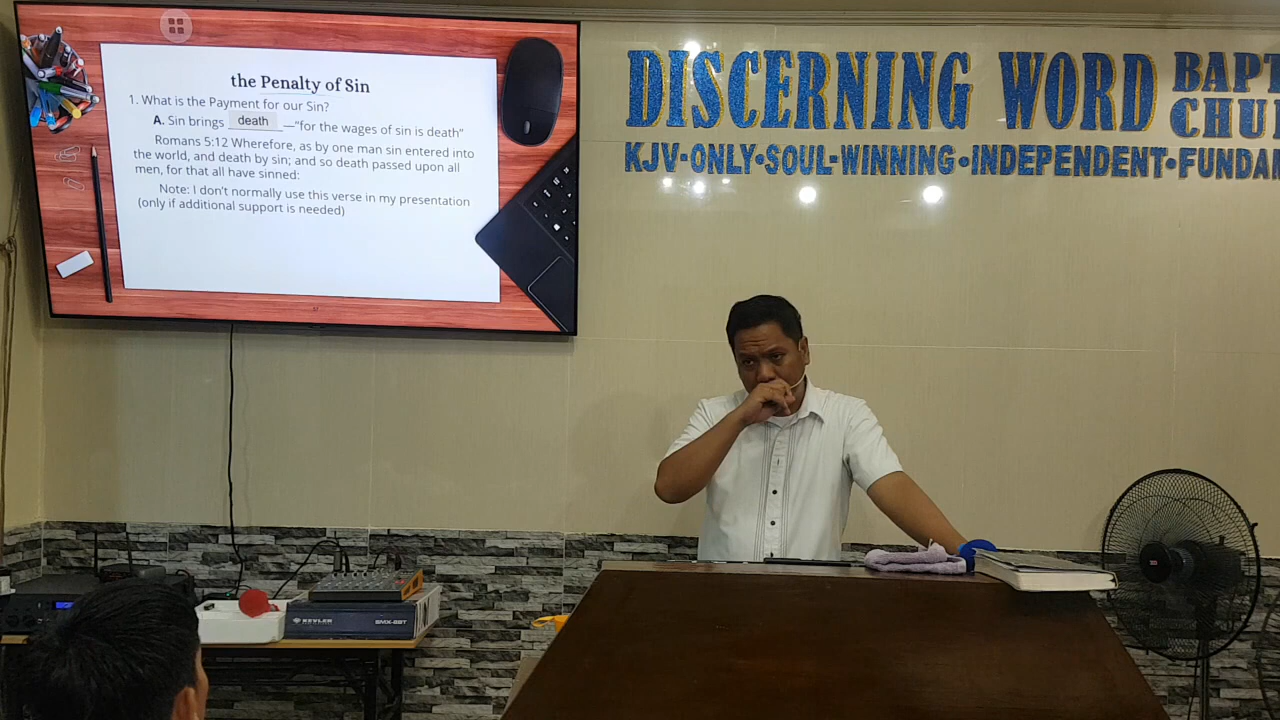 the Penalty of Sin
1. What is the Payment for our Sin?
A. Sin brings death—"for the wages of sin is death"
Romans 5:12 Wherefore, as by one man sin entered into
the world, and death by sin; and so death passed upon all
men, for that all have sinned:
Note: I don't normally use this verse in my presentation
(only if additional support is needed)
DISCERNING WORD BAPT
CHU
KJV-ONLY•SOUL-WINNING•INDEPENDENT•FUNDAM
KEVLER
SMX-8BT